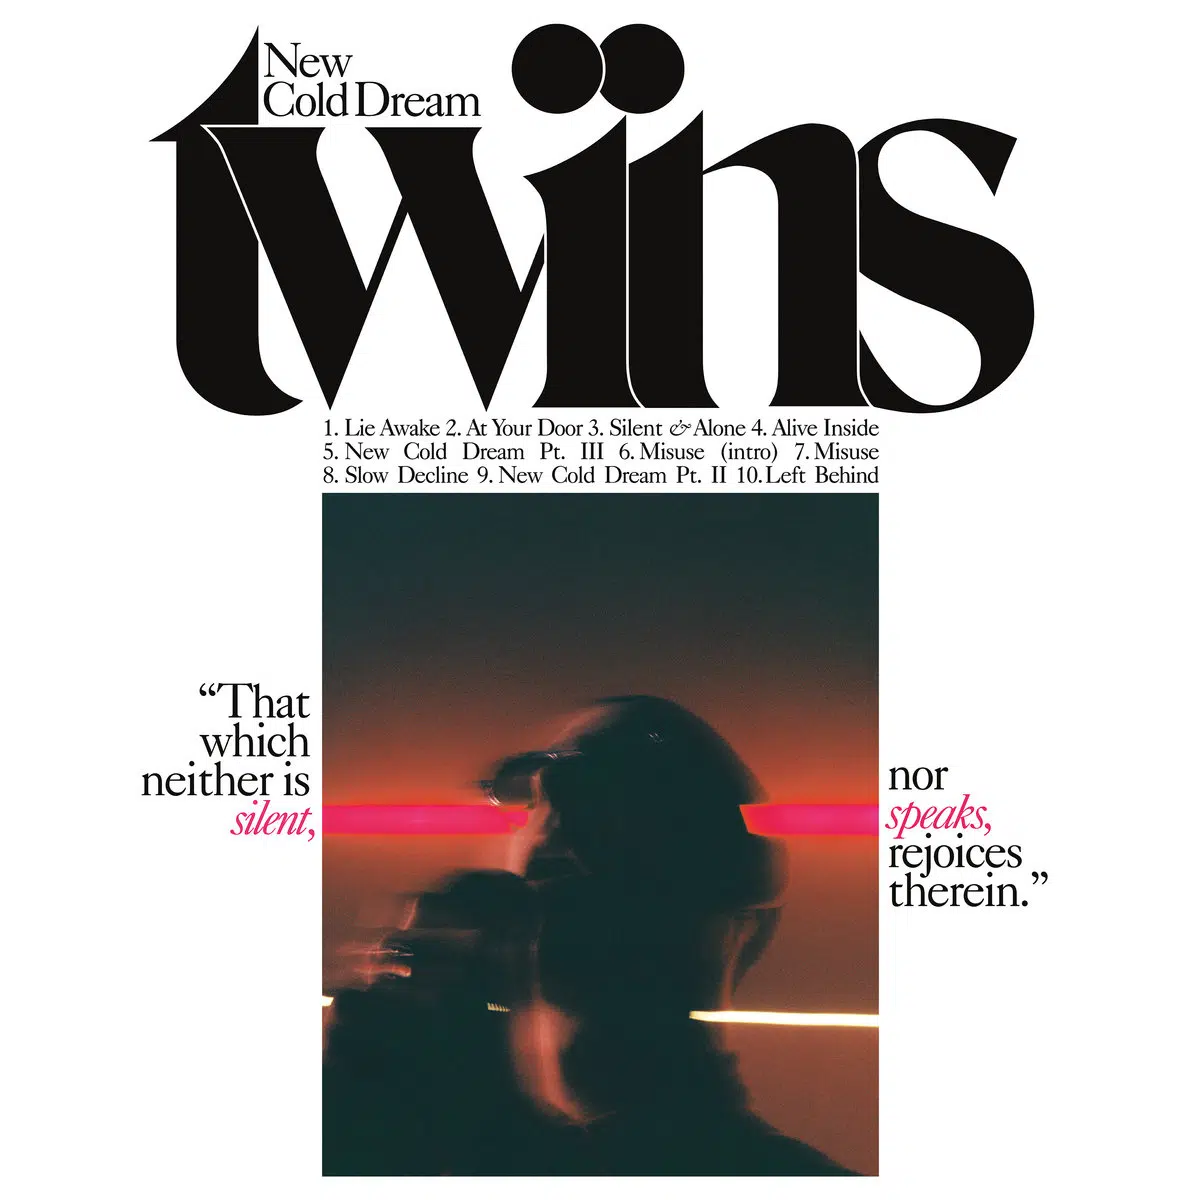 New
Cold Dream
twïns
1. Lie Awake 2. At Your Door 3. Silent & Alone 4. Alive Inside
5. New Cold Dream Pt. III 6. Misuse (intro) 7. Misuse
8. Slow Decline 9. New Cold Dream Pt. II 10. Left Behind
“That
which
neither is
silent,
nor
speaks,
rejoices
therein.”